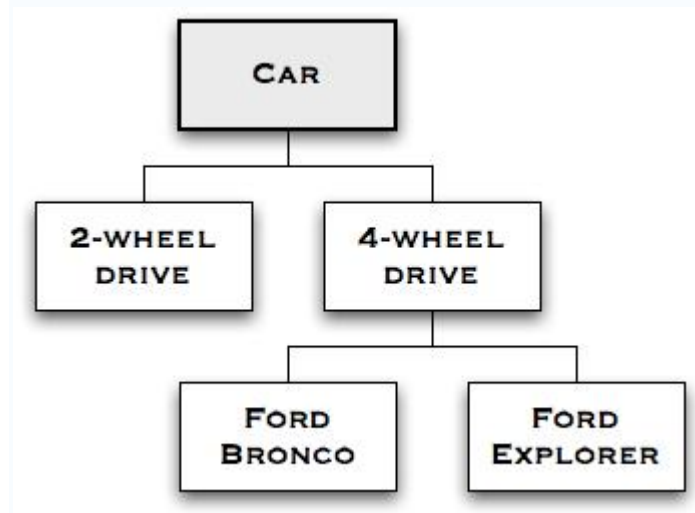 CAR
2-WHEEL
DRIVE
4-WHEEL
DRIVE
FORD
BRONCO
FORD
EXPLORER